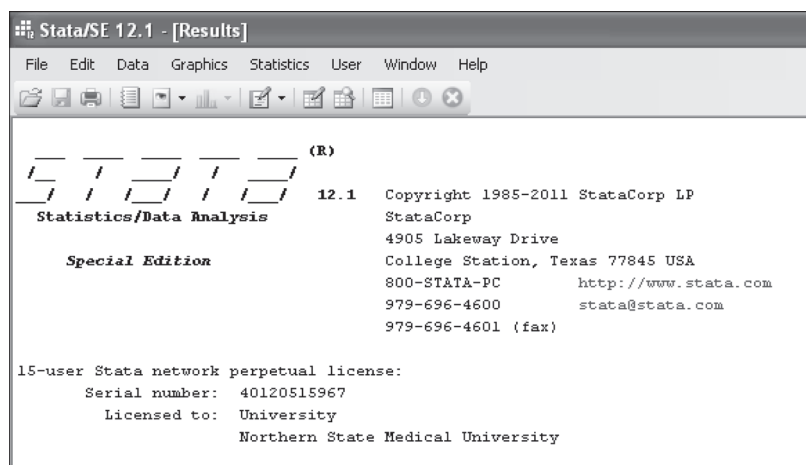 Stata/SE 12.1 - [Results]
File Edit Data Graphics Statistics User Window Help
(R)
STATA 12.1 Copyright 1985-2011 StataCorp LP
Statistics/Data Analysis StataCorp
4905 Lakeway Drive
Special Edition College Station, Texas 77845 USA
800-STATA-PC http://www.stata.com
979-696-4600 stata@stata.com
979-696-4601 (fax)
15-user Stata network perpetual license:
Serial number: 40120515967
Licensed to: University
Northern State Medical University